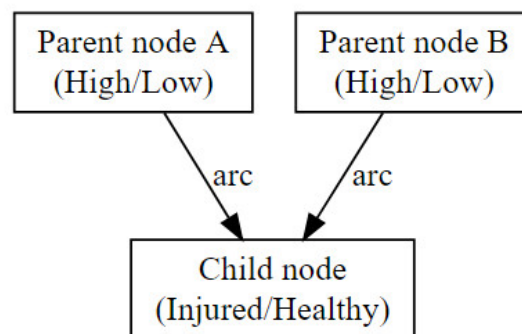 Parent node A
(High/Low)
Parent node B
(High/Low)
arc
arc
Child node
(Injured/Healthy)